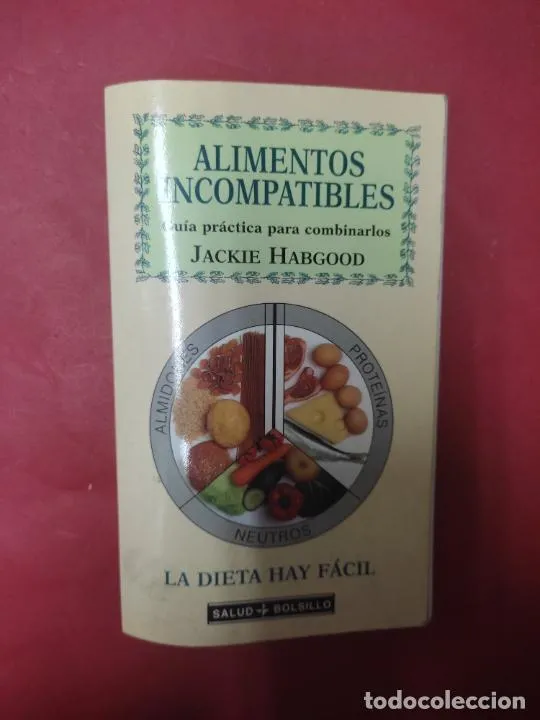 ALIMENTOS
INCOMPATIBLES
Guía práctica para combinarlos
JACKIE HABGOOD
ALMIDONES
PROTEÍNAS
NEUTROS
LA DIETA HAY FÁCIL
SALUD BOLSILLO
todocoleccion